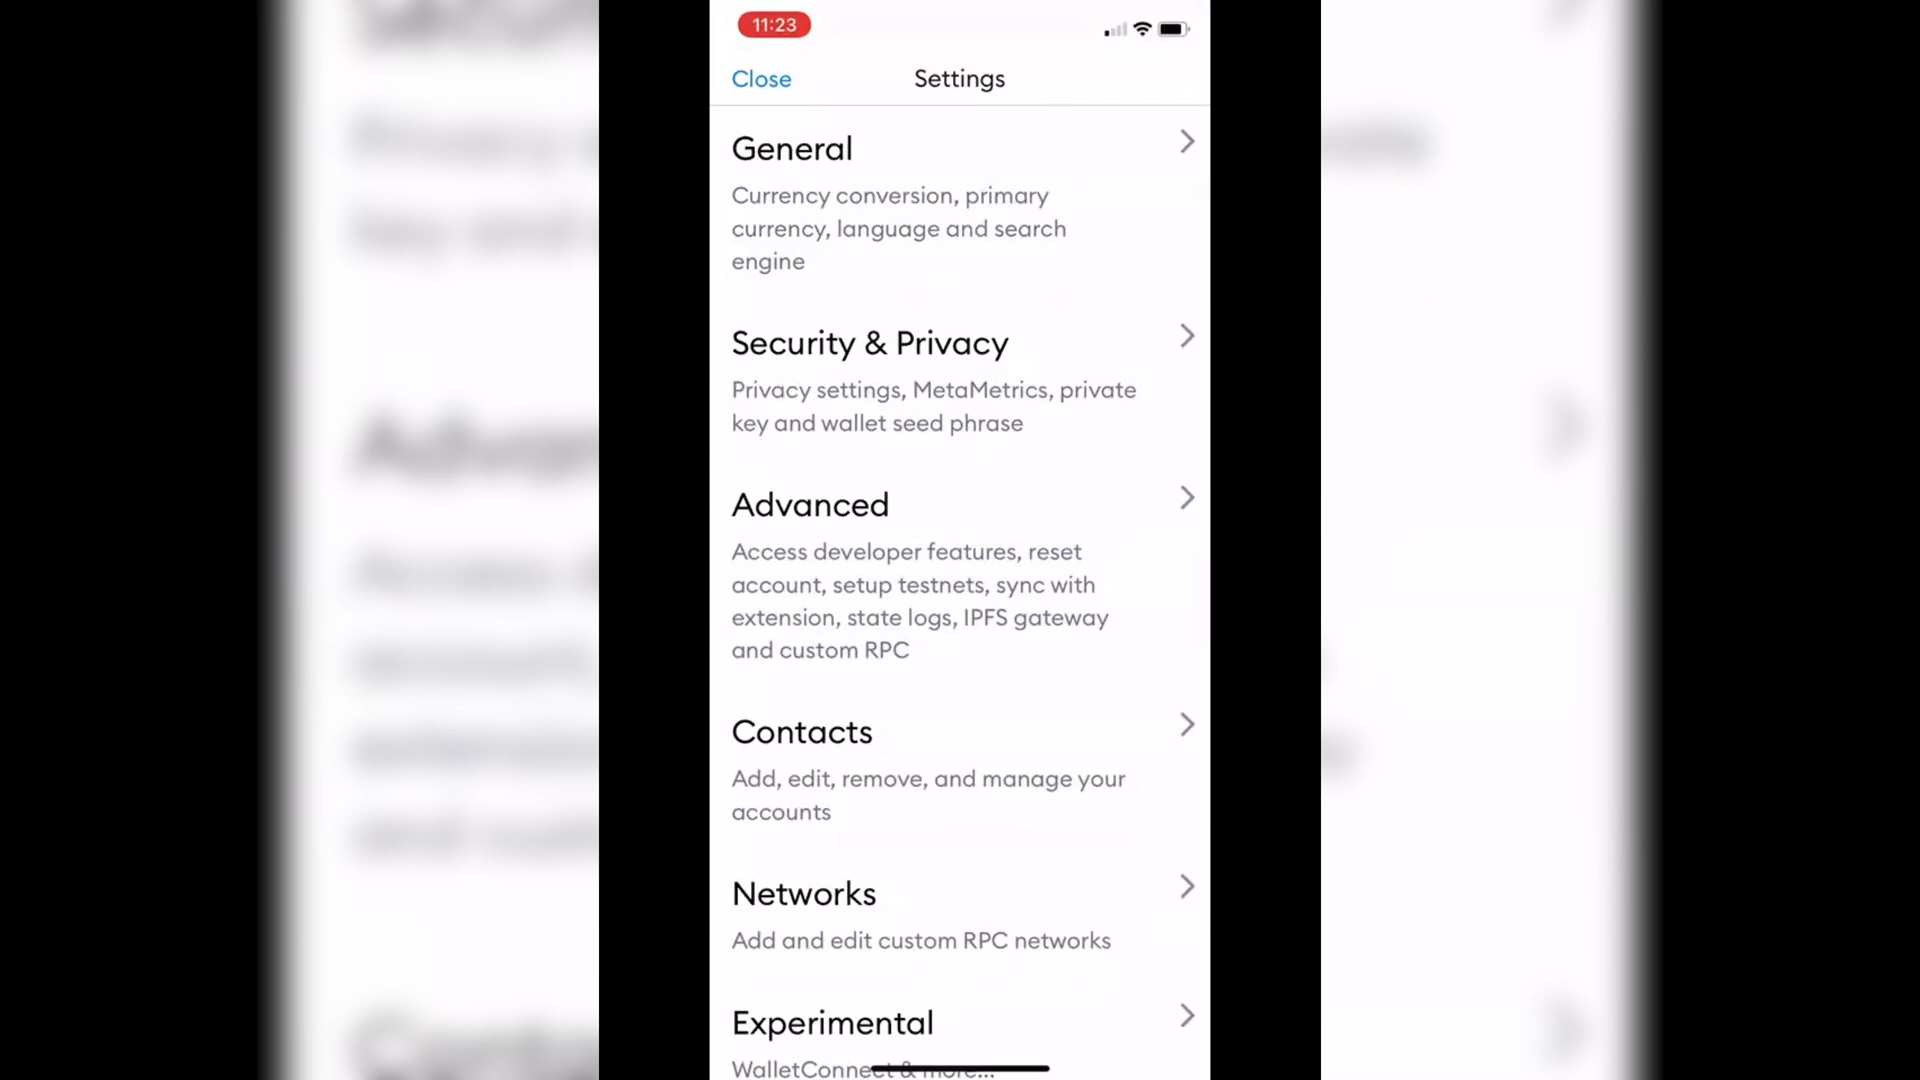 11:23
Close
Settings
General
Currency conversion, primary
currency, language and search
engine
Security & Privacy
Privacy settings, MetaMetrics, private
key and wallet seed phrase
Advanced
Access developer features, reset
account, setup testnets, sync with
extension, state logs, IPFS gateway
and custom RPC
Contacts
Add, edit, remove, and manage your
accounts
Networks
Add and edit custom RPC networks
Experimental
WalletConnect & more...